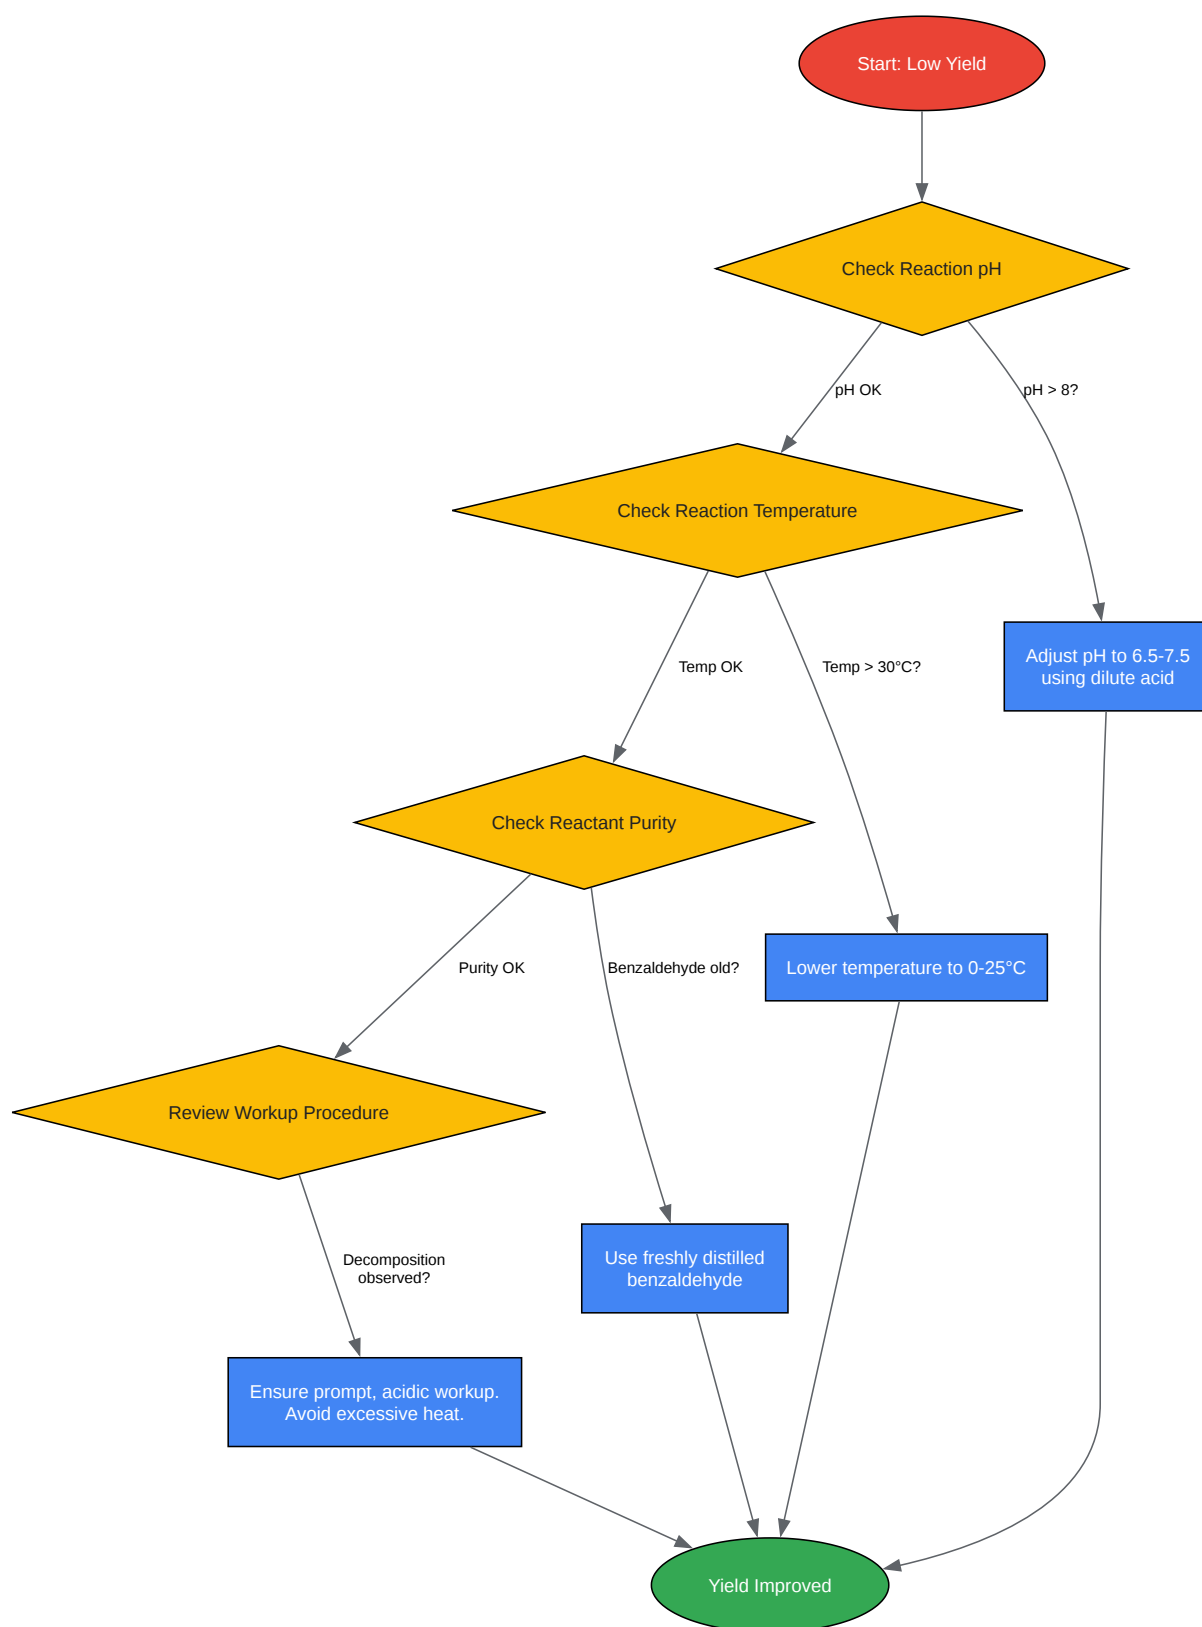 Start: Low Yield
Check Reaction pH
pH OK
pH > 8?
Check Reaction Temperature
Temp OK
Temp > 30°C?
Adjust pH to 6.5-7.5
using dilute acid
Check Reactant Purity
Purity OK
Benzaldehyde old?
Lower temperature to 0-25°C
Review Workup Procedure
Decomposition
observed?
Use freshly distilled
benzaldehyde
Ensure prompt, acidic workup.
Avoid excessive heat.
Yield Improved